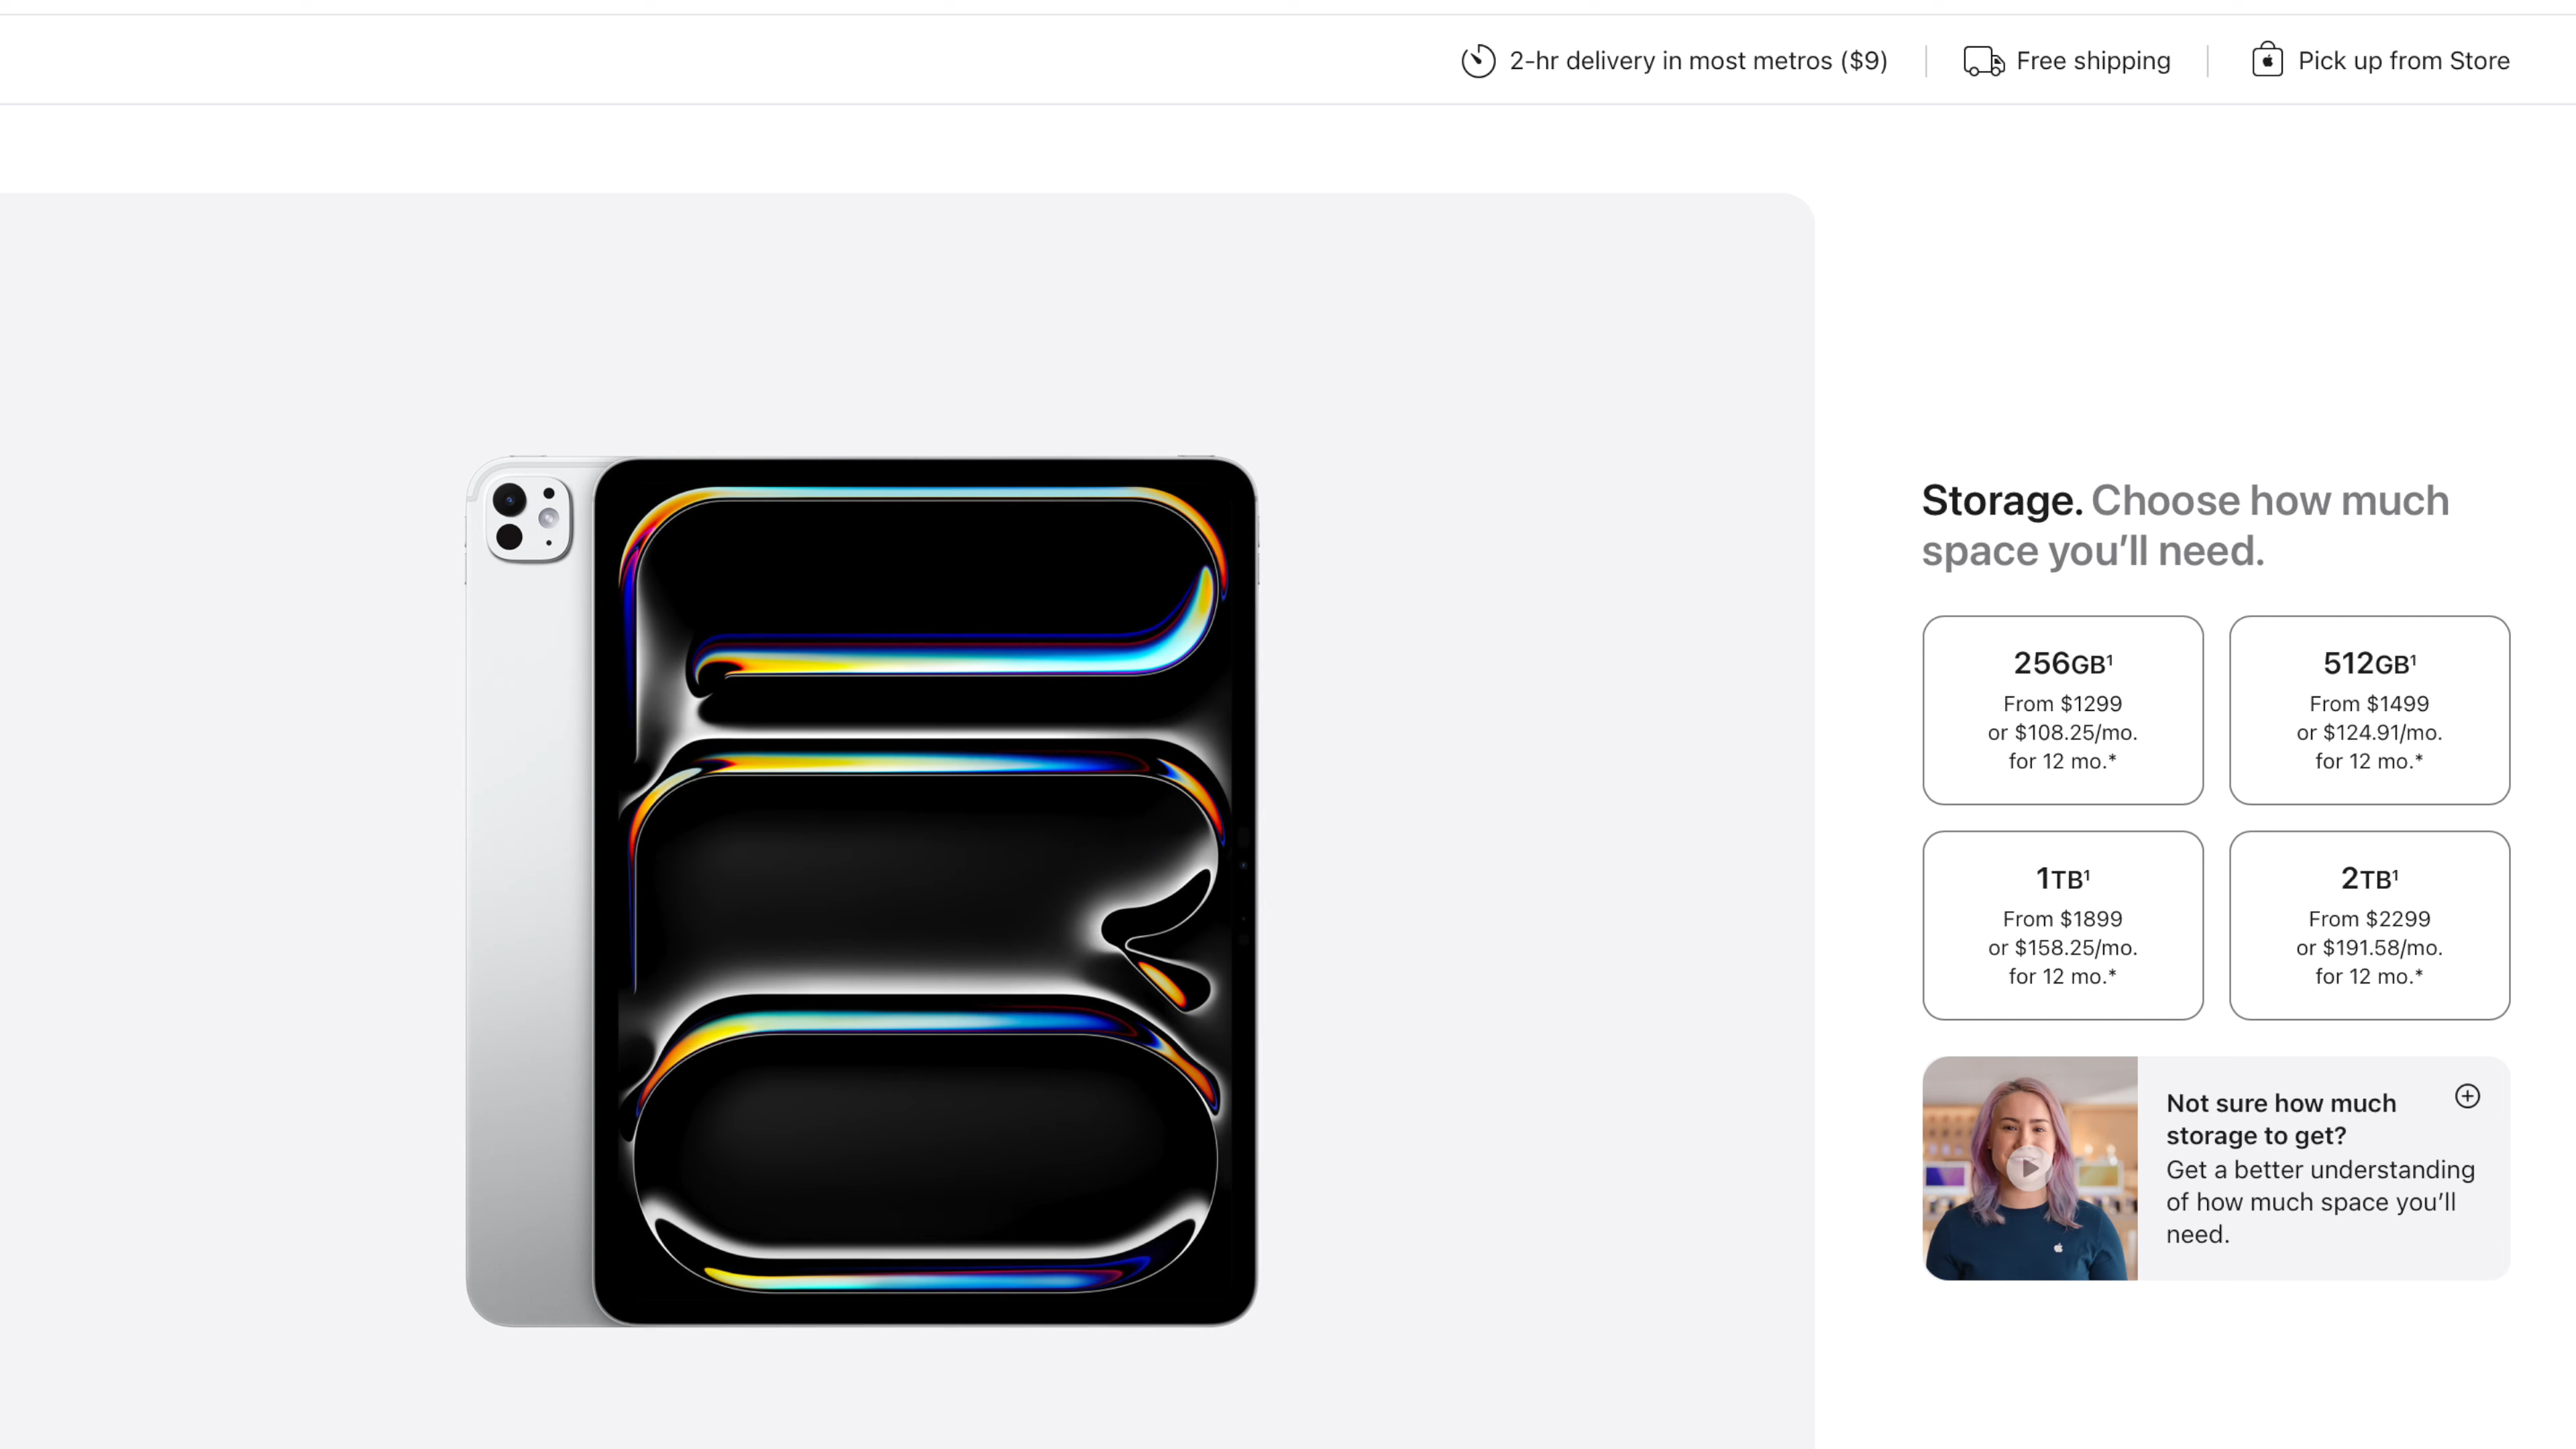 2-hr delivery in most metros ($9)
Free shipping
Pick up from Store
Storage. Choose how much
space you’ll need.
256GB¹
From $1299
or $108.25/mo.
for 12 mo.*
512GB¹
From $1499
or $124.91/mo.
for 12 mo.*
1TB¹
From $1899
or $158.25/mo.
for 12 mo.*
2TB¹
From $2299
or $191.58/mo.
for 12 mo.*
Not sure how much
storage to get?
Get a better understanding
of how much space you’ll
need.